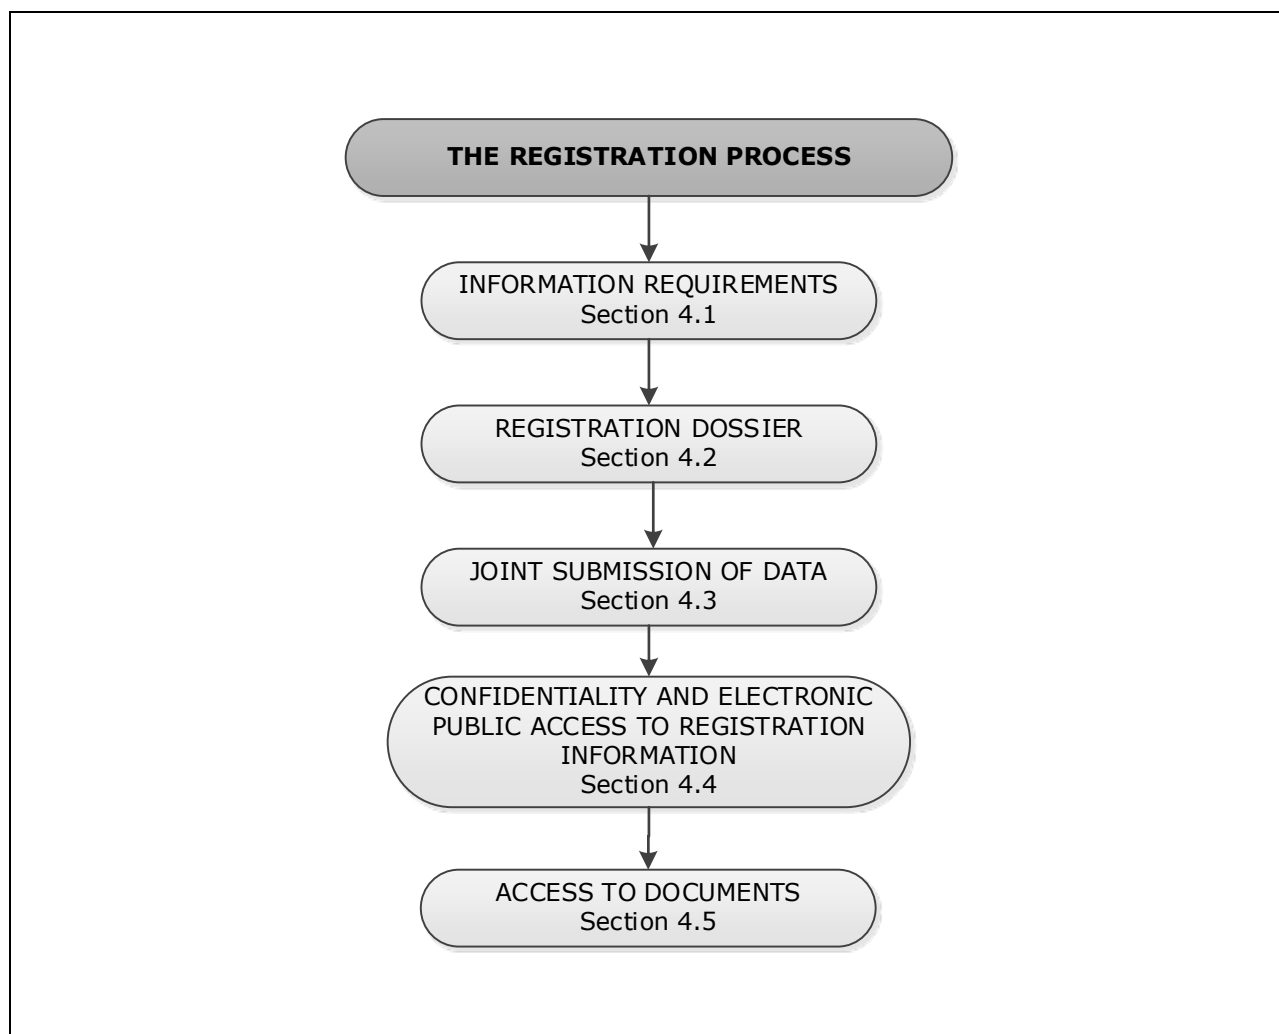 THE REGISTRATION PROCESS
INFORMATION REQUIREMENTS
Section 4.1
REGISTRATION DOSSIER
Section 4.2
JOINT SUBMISSION OF DATA
Section 4.3
CONFIDENTIALITY AND ELECTRONIC
PUBLIC ACCESS TO REGISTRATION
INFORMATION
Section 4.4
ACCESS TO DOCUMENTS
Section 4.5